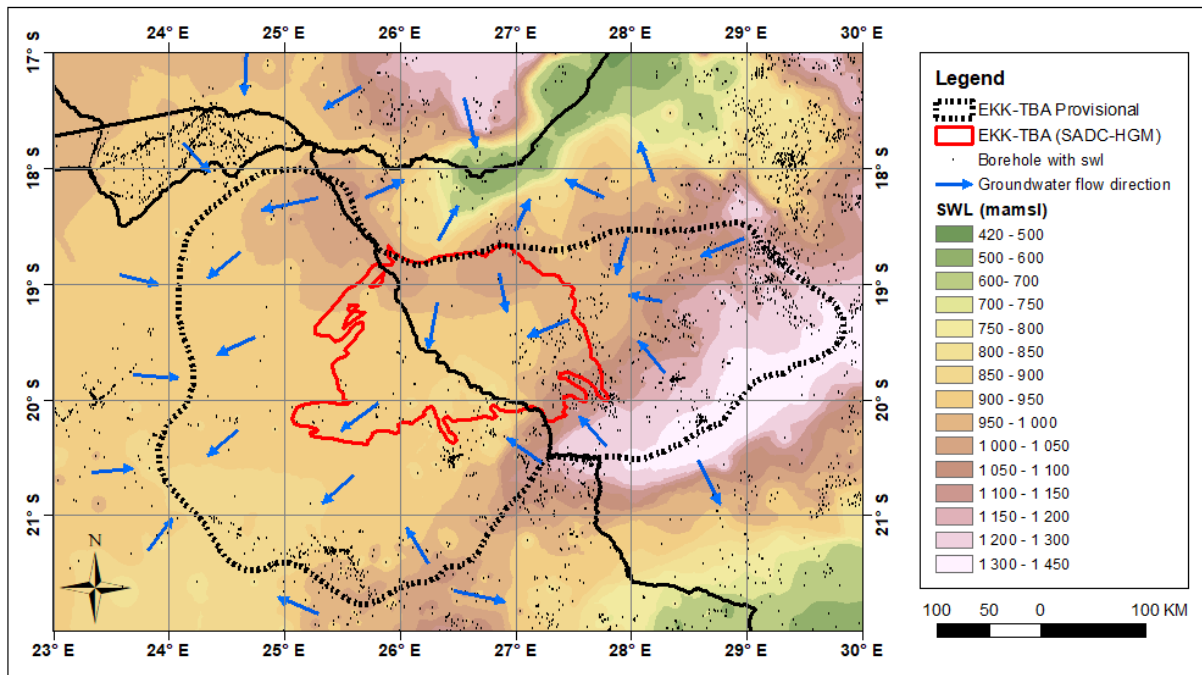 24° E 25° E 26° E 27° E 28° E 29° E 30° E
17° S
17° S
18° S
18° S
19° S
19° S
20° S
20° S
21° S
21° S
N
23° E 24° E 25° E 26° E 27° E 28° E 29° E 30° E
Legend
EKK-TBA Provisional
EKK-TBA (SADC-HGM)
Borehole with swl
Groundwater flow direction
SWL (mamsl)
420 - 500
500 - 600
600- 700
700 - 750
750 - 800
800 - 850
850 - 900
900 - 950
950 - 1 000
1 000 - 1 050
1 050 - 1 100
1 100 - 1 150
1 150 - 1 200
1 200 - 1 300
1 300 - 1 450
100 50 0 100 KM